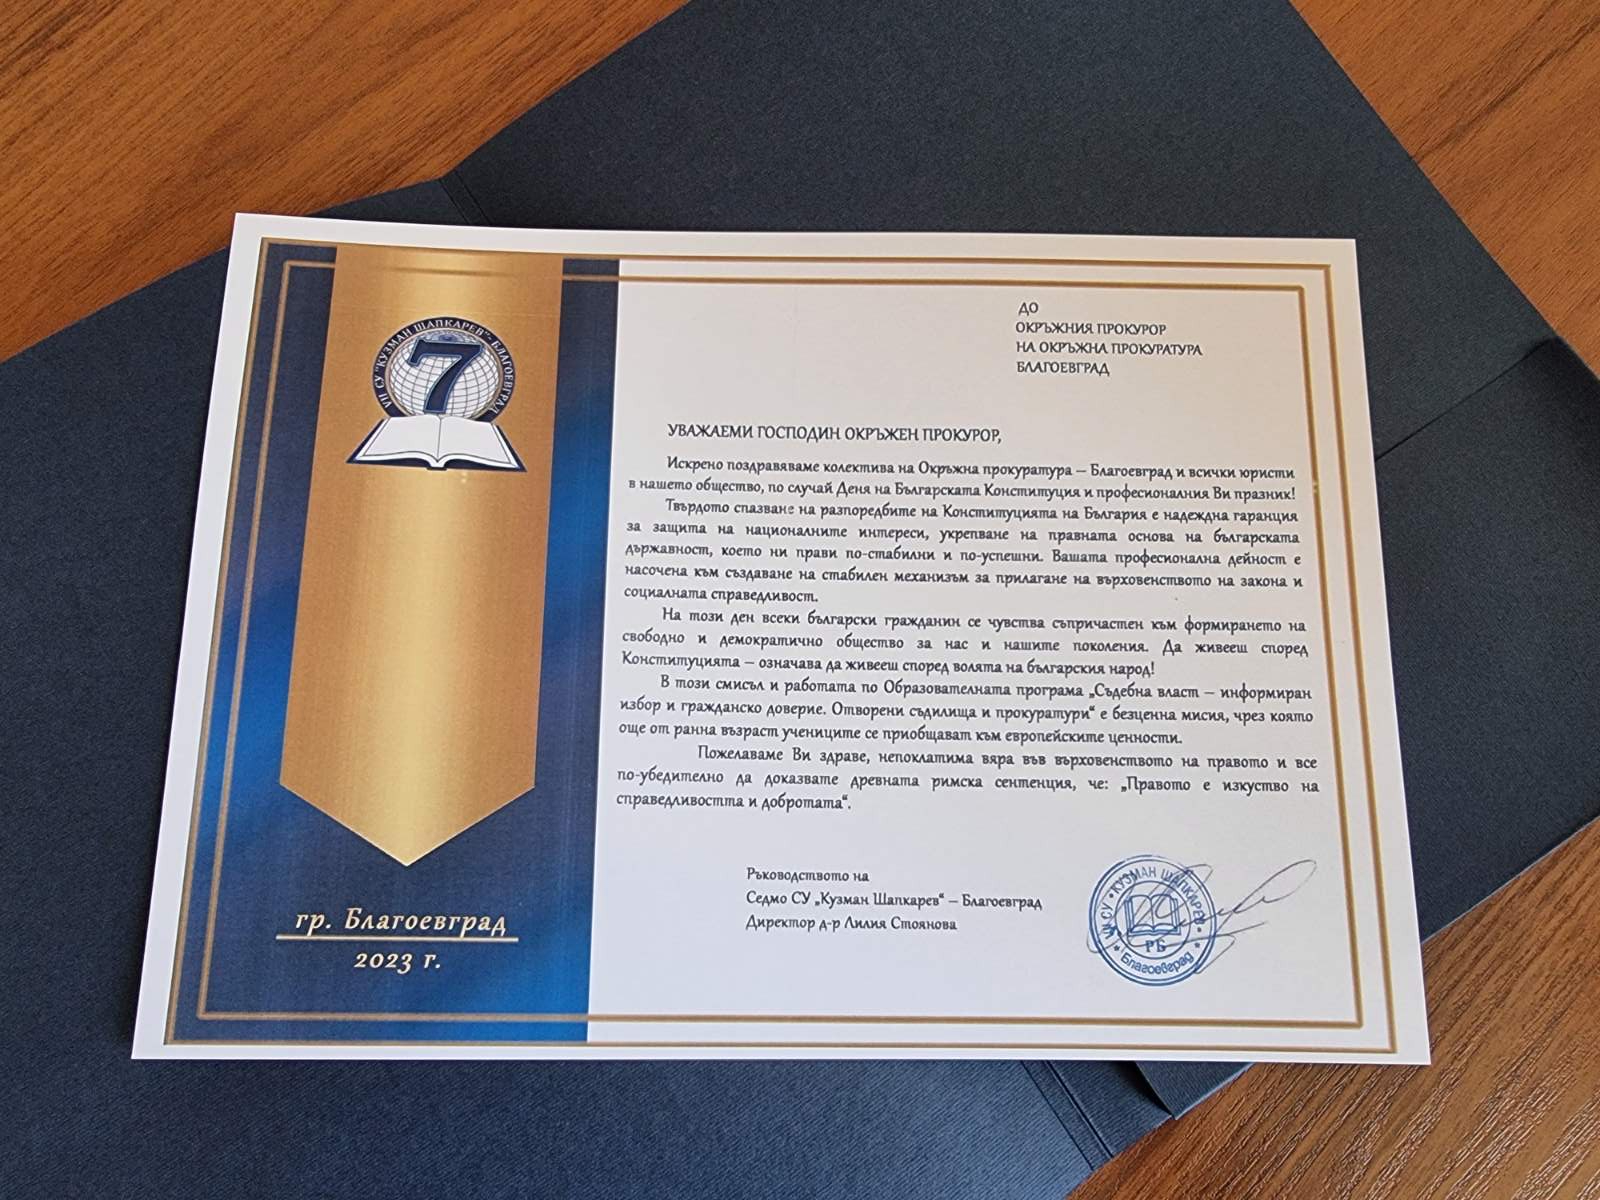 VII СУ "КУЗМАН ШАПКАРЕВ" - БЛАГОЕВГРАД
7
гр. Благоевград
2023 г.
ДО
ОКРЪЖНИЯ ПРОКУРОР
НА ОКРЪЖНА ПРОКУРАТУРА
БЛАГОЕВГРАД
УВАЖАЕМИ ГОСПОДИН ОКРЪЖЕН ПРОКУРОР,
Искрено поздравяваме колектива на Окръжна прокуратура – Благоевград и всички юристи
в нашето общество, по случай Деня на Българската Конституция и професионалния Ви празник!
Твърдото спазване на разпоредбите на Конституцията на България е надеждна гаранция
за защита на националните интереси, укрепване на правната основа на българската
държавност, което ни прави по-стабилни и по-успешни. Вашата професионална дейност е
насочена към създаване на стабилен механизъм за прилагане на върховенството на закона и
социалната справедливост.
На този ден всеки български гражданин се чувства съпричастен към формирането на
свободно и демократично общество за нас и нашите поколения. Да живееш според
Конституцията – означава да живееш според волята на българския народ!
В този смисъл и работата по Образователната програма „Съдебна власт – информиран
избор и гражданско доверие. Отворени съдилища и прокуратури“ е безценна мисия, чрез която
още от ранна възраст учениците се приобщават към европейските ценности.
Пожелаваме Ви здраве, непоклатима вяра във върховенството на правото и все
по-убедително да доказвате древната римска сентенция, че: „Правото е изкуство на
справедливостта и добротата“.
Ръководството на
Седмо СУ „Кузман Шапкарев“ – Благоевград
Директор д-р Лилия Стоянова
VII СУ • КУЗМАН ШАПКАРЕВ •
РБ
Благоевград